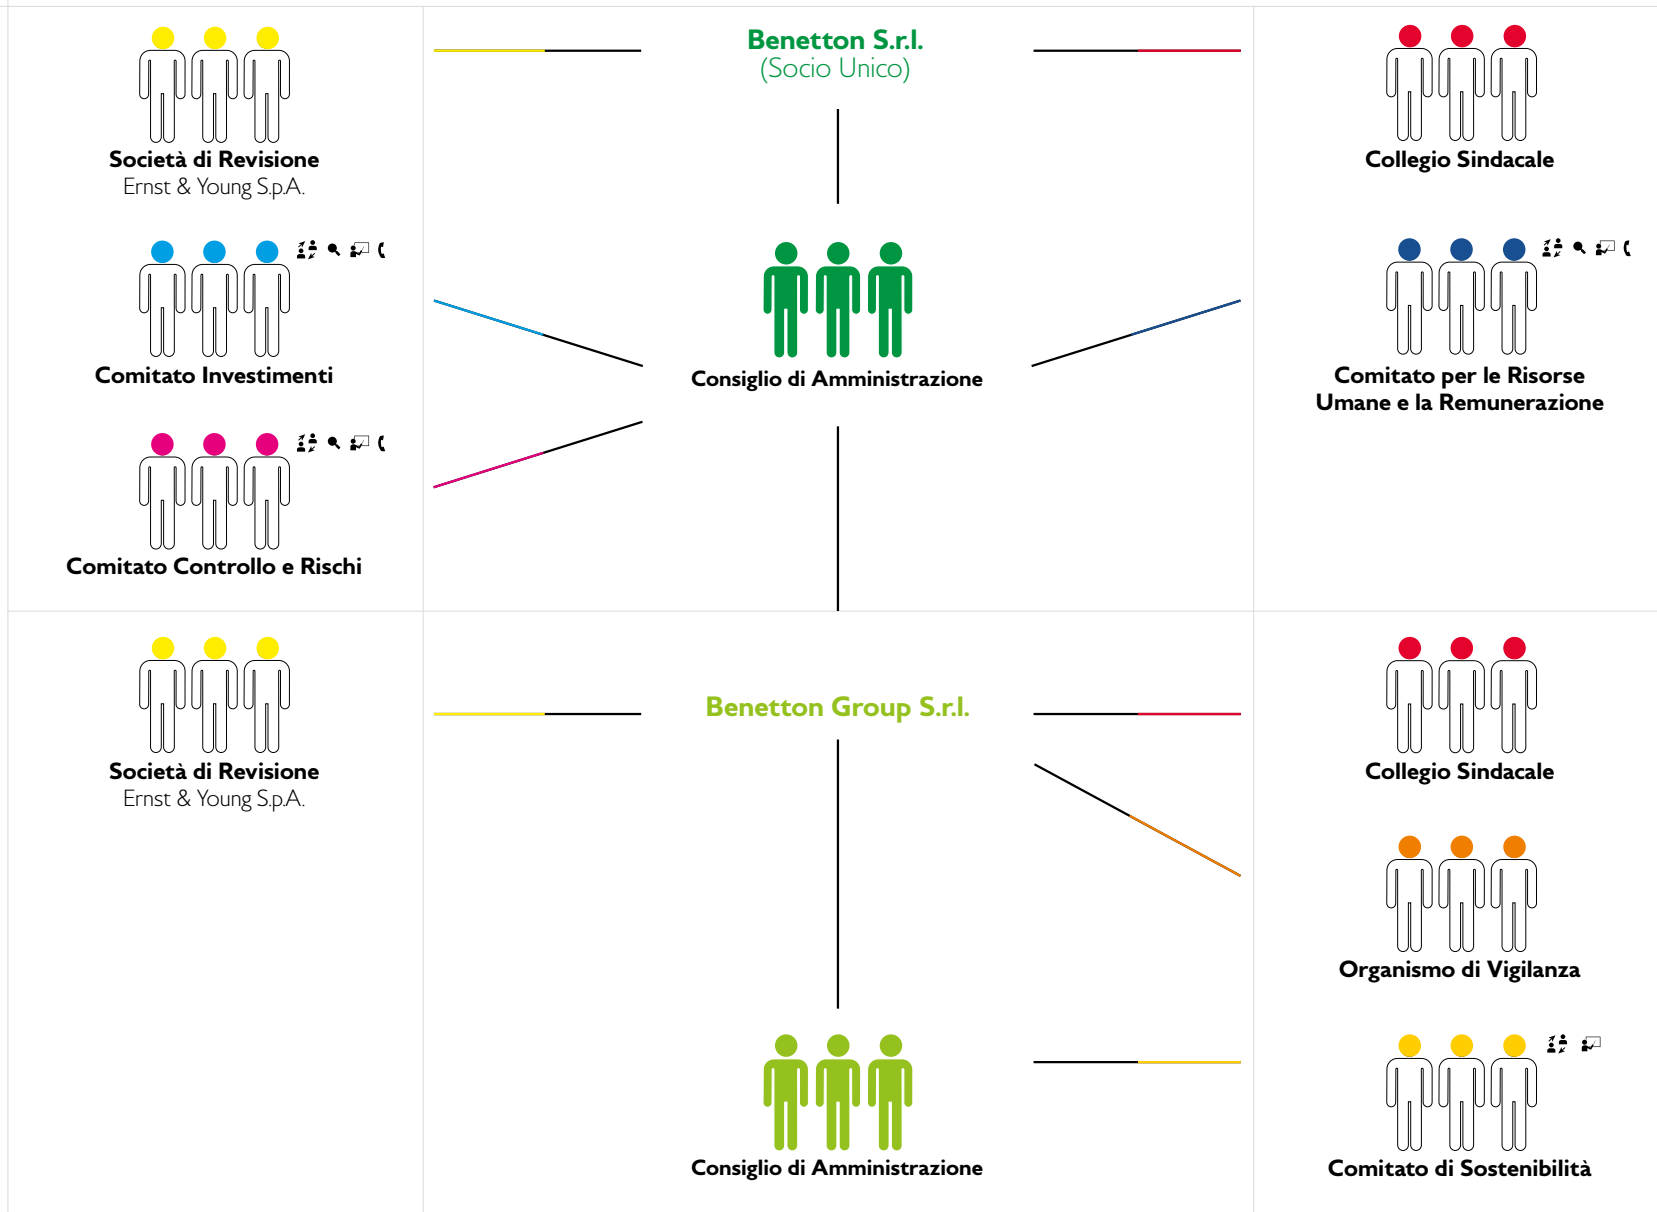 Benetton S.r.l.
(Socio Unico)
Società di Revisione
Ernst & Young S.p.A.
Collegio Sindacale
Comitato Investimenti
Consiglio di Amministrazione
Comitato per le Risorse
Umane e la Remunerazione
Comitato Controllo e Rischi
Benetton Group S.r.l.
Società di Revisione
Ernst & Young S.p.A.
Collegio Sindacale
Organismo di Vigilanza
Consiglio di Amministrazione
Comitato di Sostenibilità